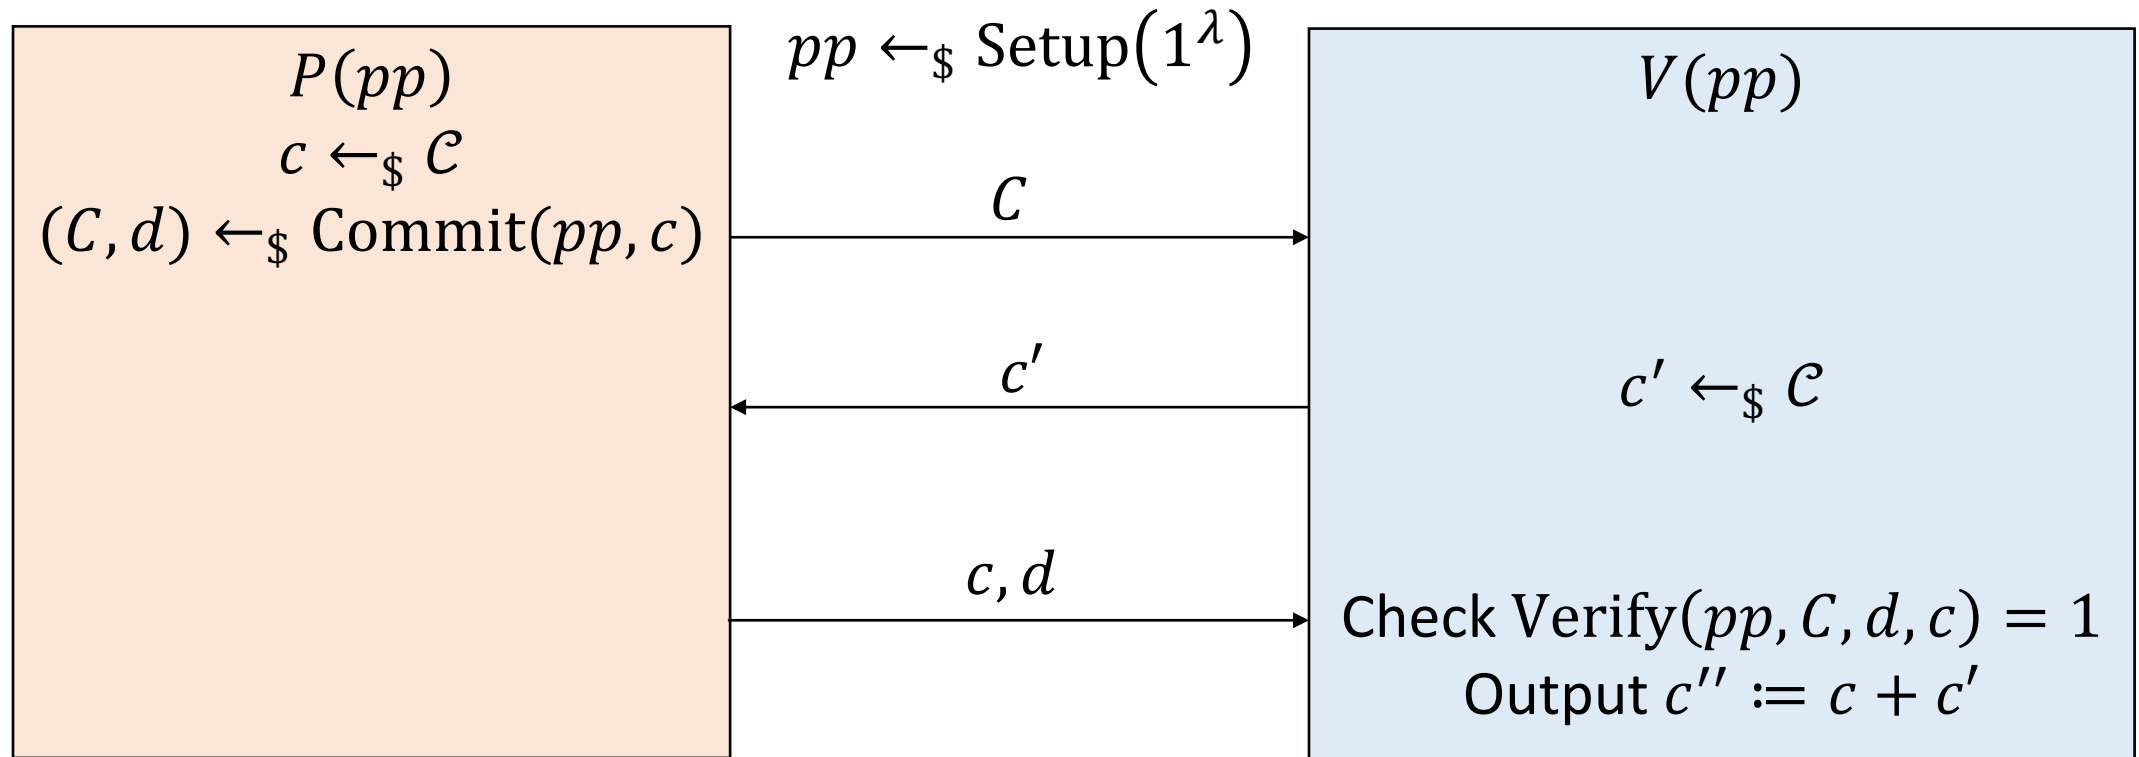 pp ←$ Setup(1^λ)
P(pp)
c ←$ 𝒞
(C, d) ←$ Commit(pp, c)
C
c′
c, d
V(pp)
c′ ←$ 𝒞
Check Verify(pp, C, d, c) = 1
Output c″ ≔ c + c′